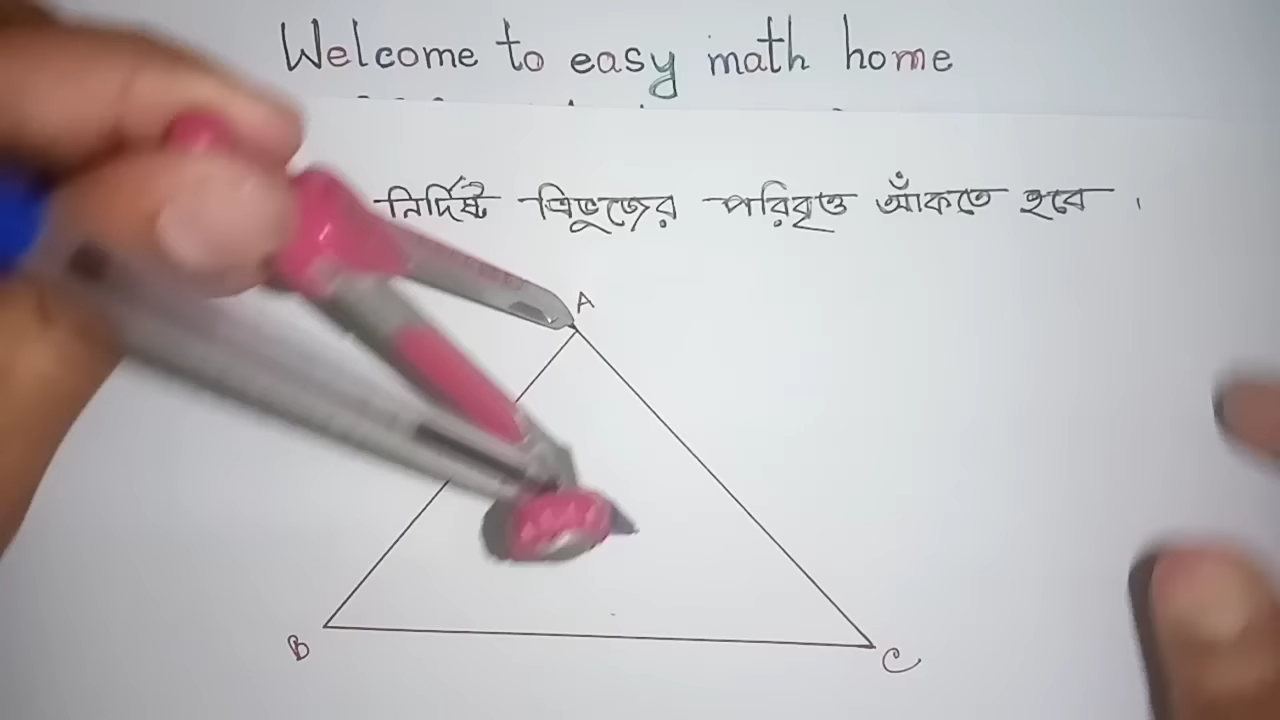 Welcome to easy math home
নির্দিষ্ট ত্রিভুজের পরিবৃত্ত আঁকতে হবে .
A
B
C